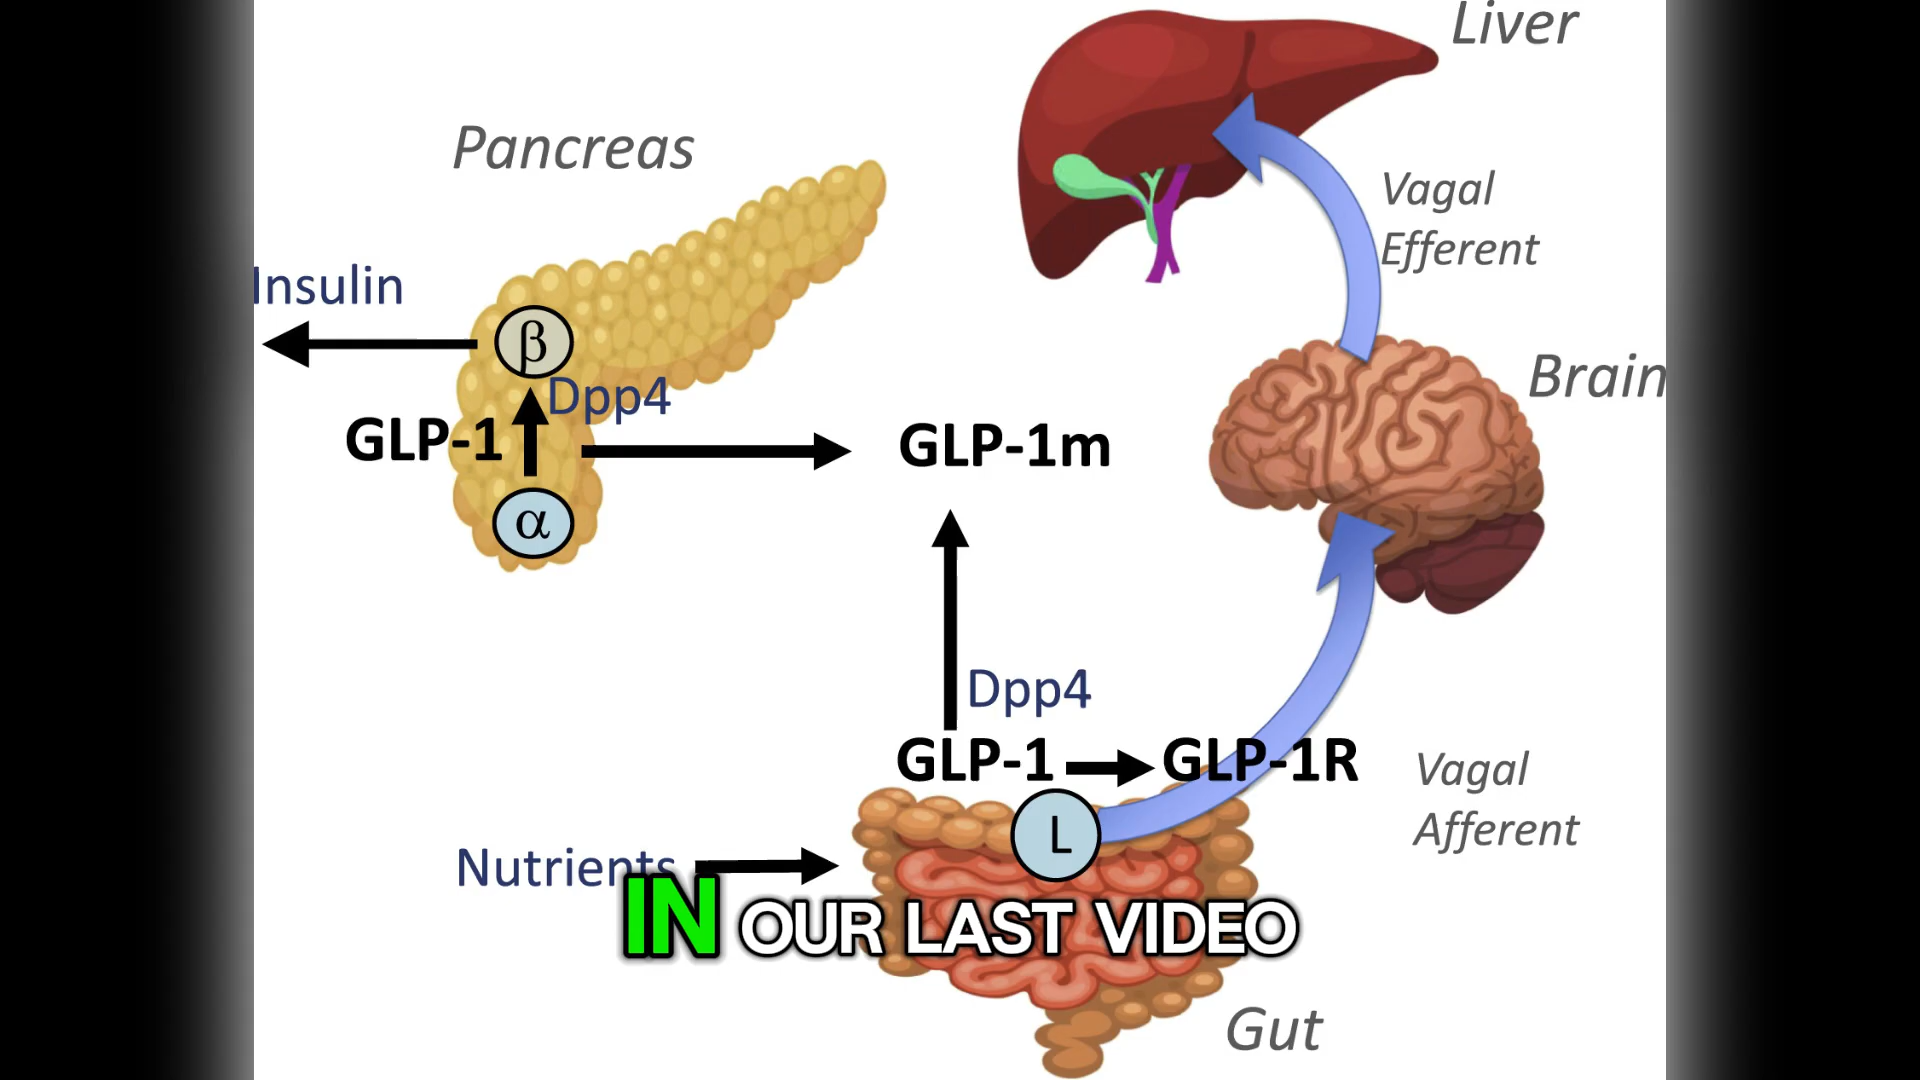 Liver
Pancreas
Vagal
Efferent
Insulin
β
Brain
Dpp4
GLP-1
GLP-1m
α
Dpp4
GLP-1
GLP-1R
Vagal
Afferent
L
Nutrients
IN OUR LAST VIDEO
Gut